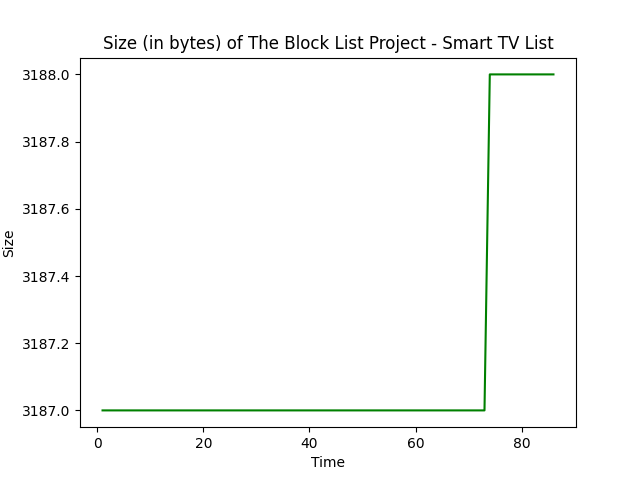 Size (in bytes) of The Block List Project - Smart TV List
3188.0
3187.8
3187.6
3187.4
3187.2
3187.0
Size
0 20 40 60 80
Time